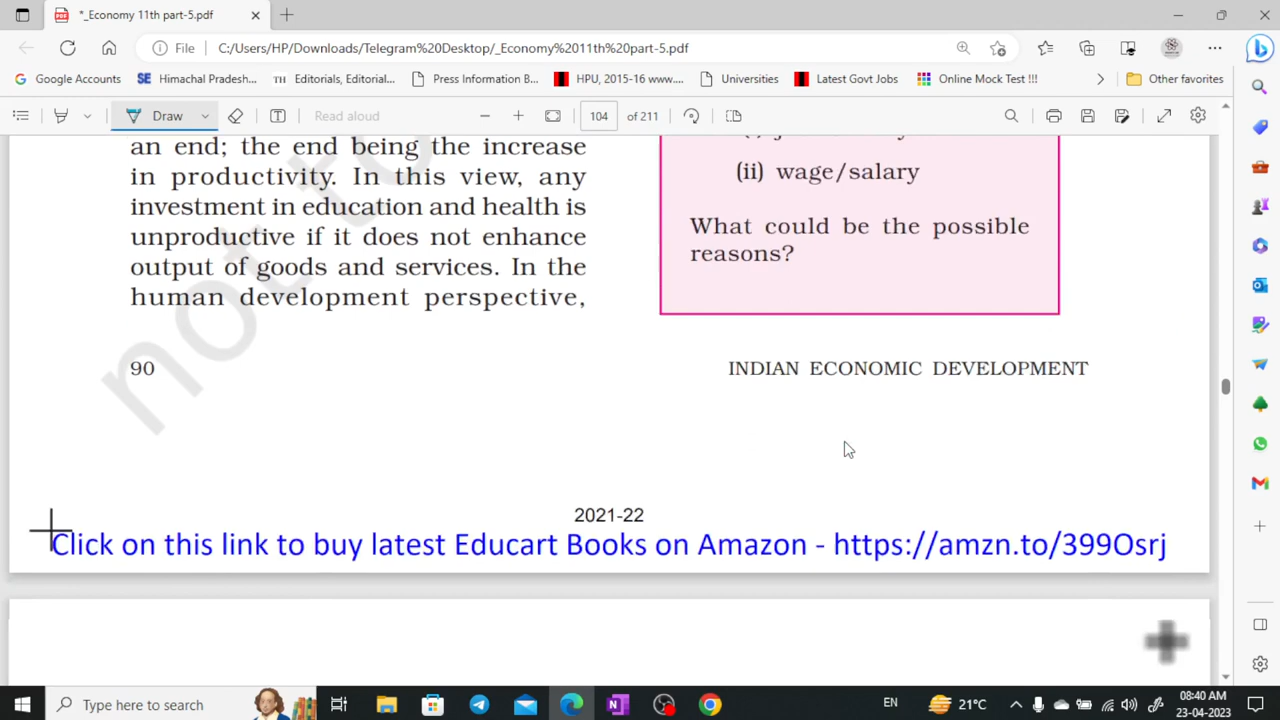 *_Economy 11th part-5.pdf
File C:/Users/HP/Downloads/Telegram%20Desktop/_Economy%2011th%20part-5.pdf
Google Accounts SE Himachal Pradesh... TH Editorials, Editorial... Press Information B... HPU, 2015-16 www.... Universities Latest Govt Jobs Online Mock Test !!! Other favorites
Draw Read aloud 104 of 211
an end; the end being the increase
in productivity. In this view, any
investment in education and health is
unproductive if it does not enhance
output of goods and services. In the
human development perspective,
(ii) wage/salary
What could be the possible
reasons?
not to
90 INDIAN ECONOMIC DEVELOPMENT
2021-22
Click on this link to buy latest Educart Books on Amazon - https://amzn.to/399Osrj
Type here to search EN 21°C 08:40 AM
23-04-2023